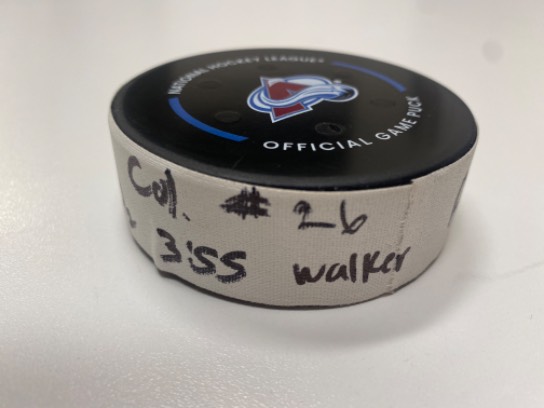 NATIONAL HOCKEY LEAGUE
OFFICIAL GAME PUCK
Col. # 26
3:55 walker